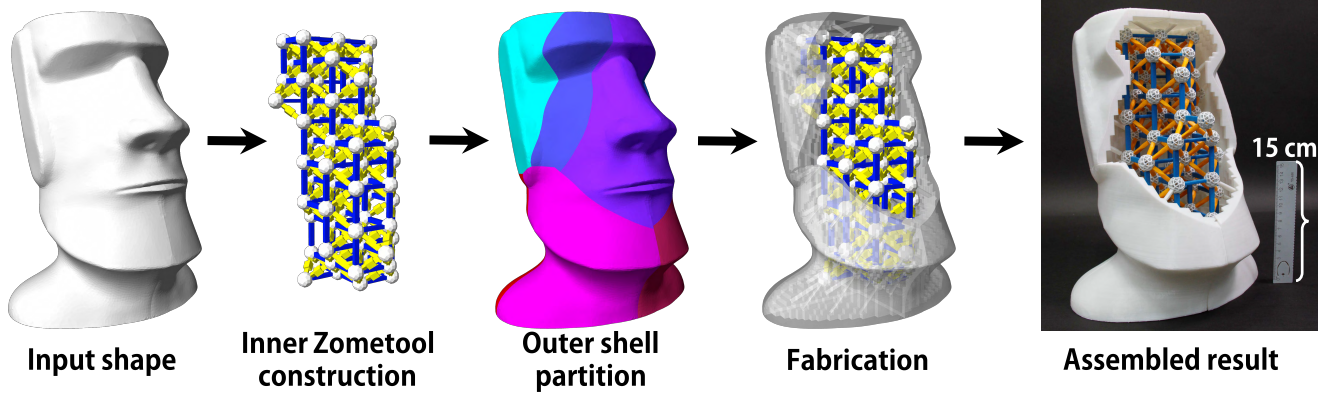 15 cm
Input shape
Inner Zometool
construction
Outer shell
partition
Fabrication
Assembled result